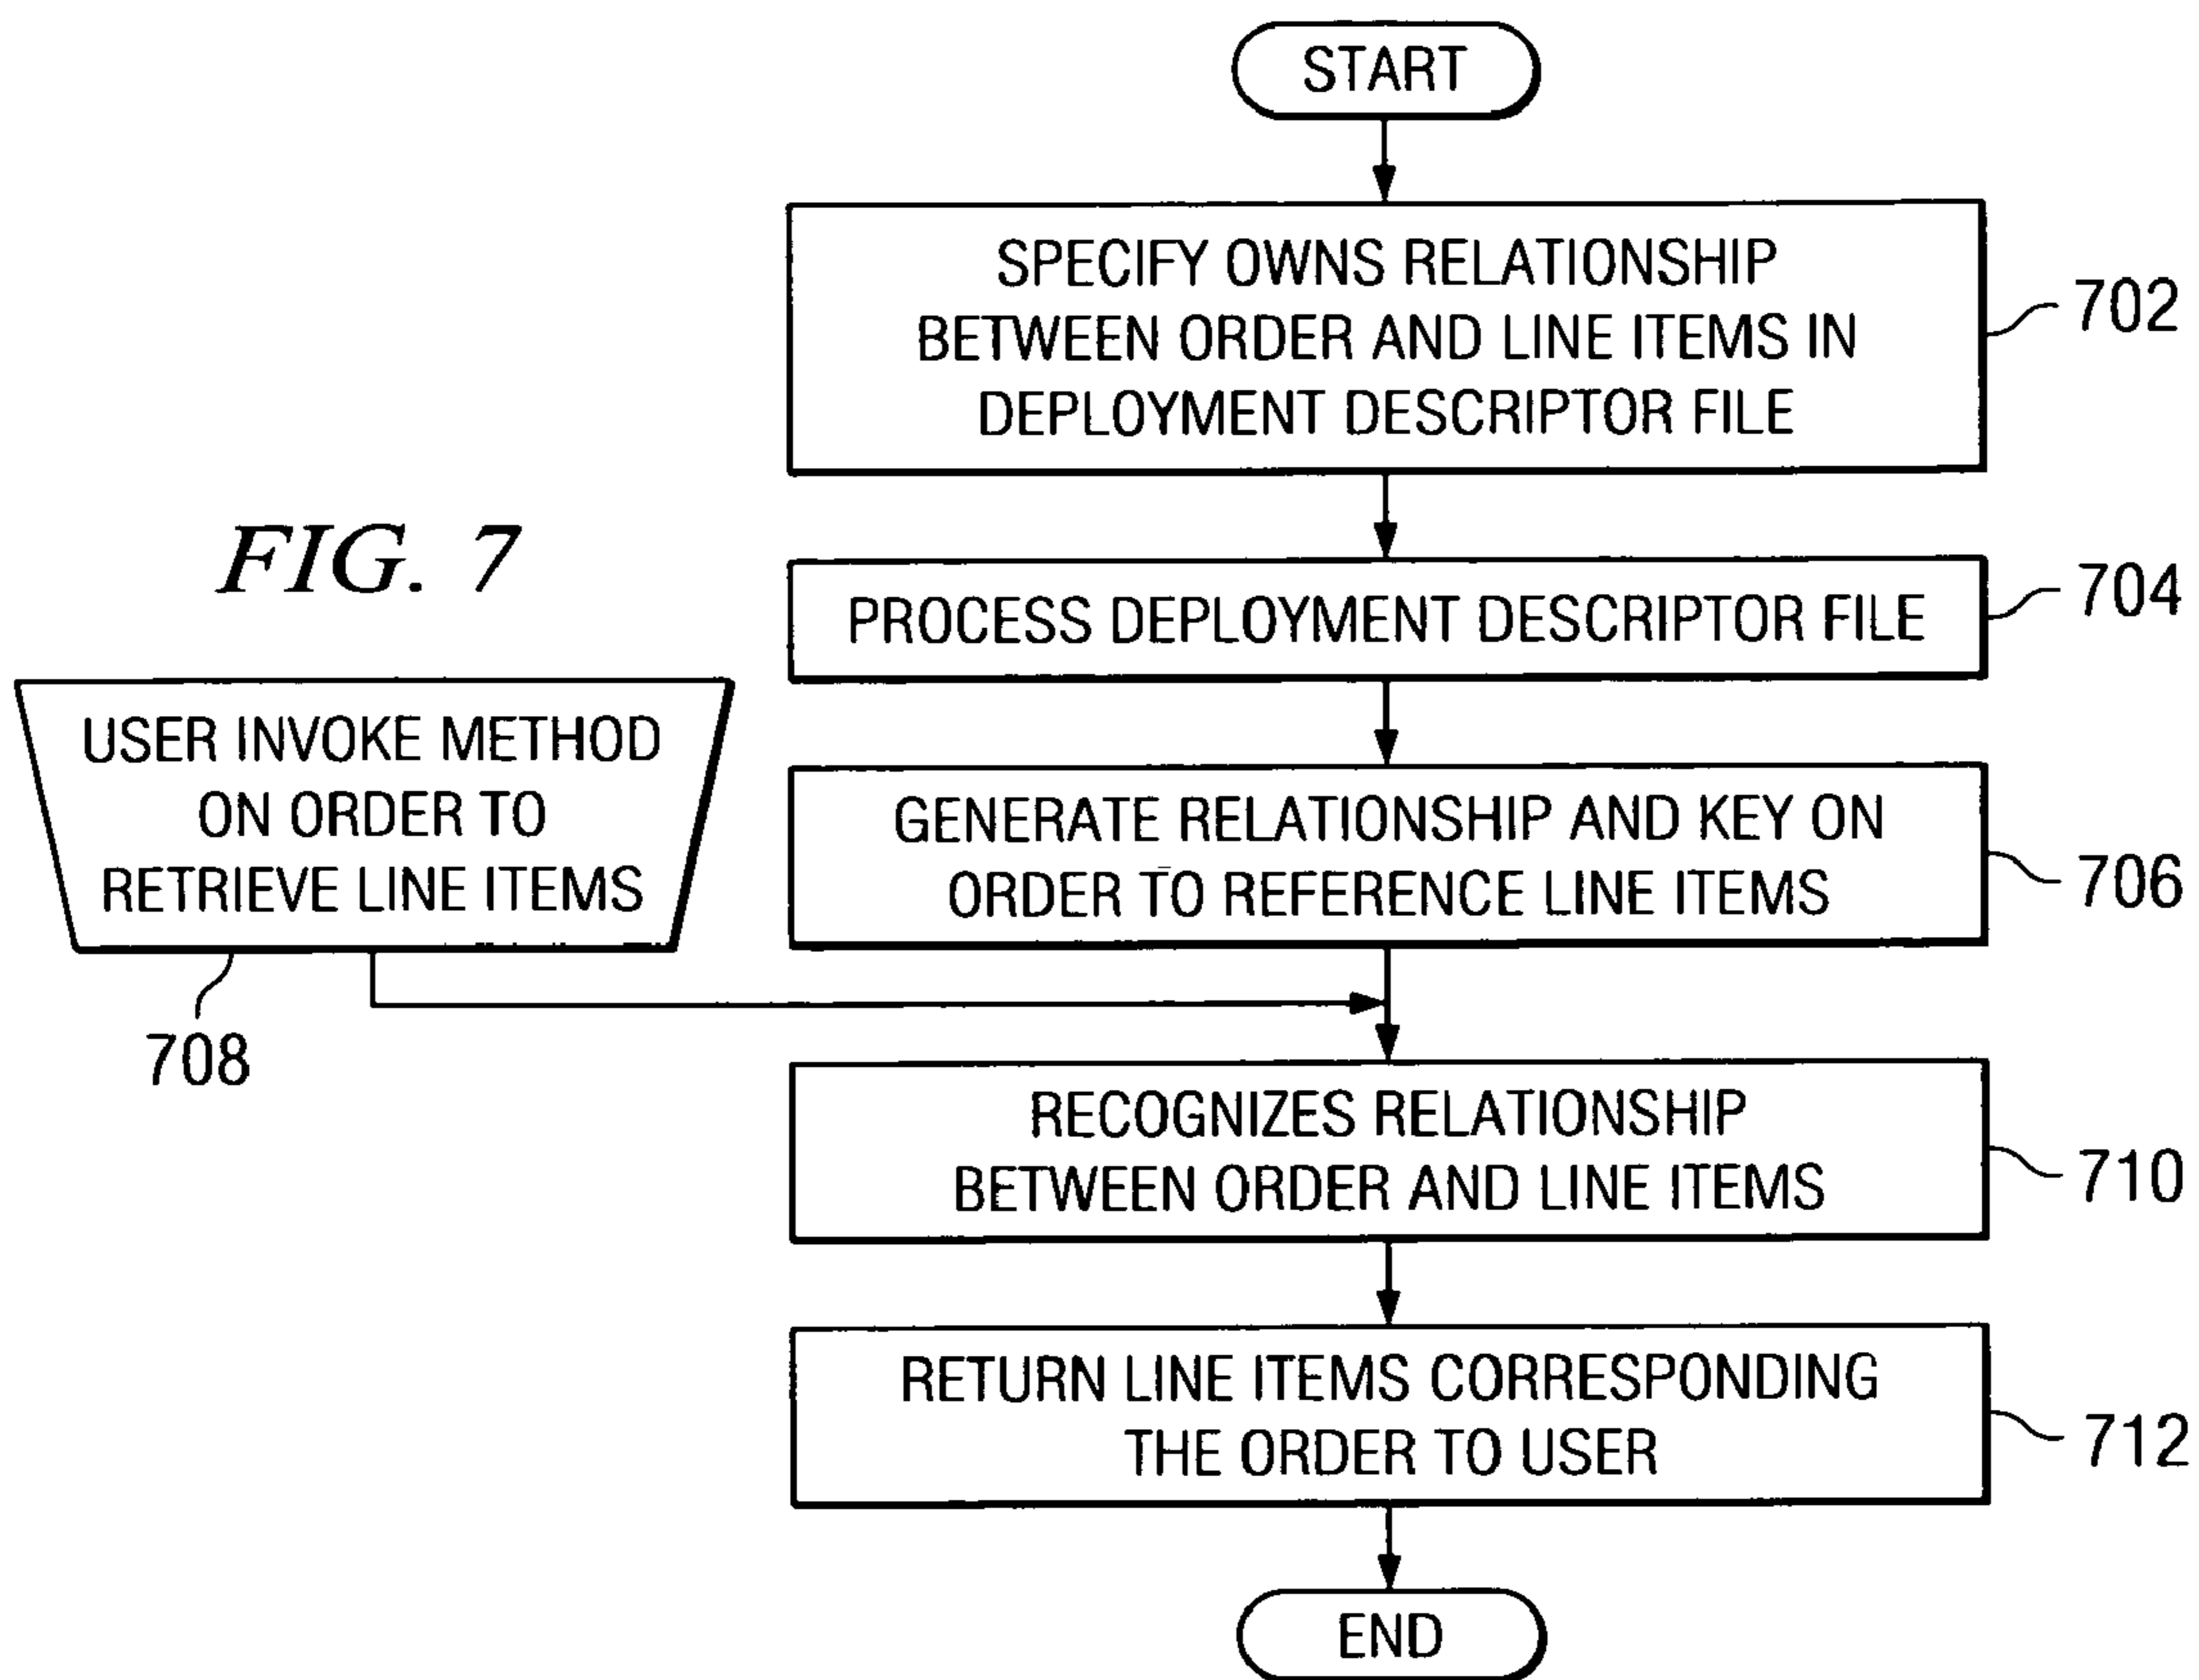 START
SPECIFY OWNS RELATIONSHIP
BETWEEN ORDER AND LINE ITEMS IN
DEPLOYMENT DESCRIPTOR FILE
702
FIG. 7
PROCESS DEPLOYMENT DESCRIPTOR FILE
704
USER INVOKE METHOD
ON ORDER TO
RETRIEVE LINE ITEMS
708
GENERATE RELATIONSHIP AND KEY ON
ORDER TO REFERENCE LINE ITEMS
706
RECOGNIZES RELATIONSHIP
BETWEEN ORDER AND LINE ITEMS
710
RETURN LINE ITEMS CORRESPONDING
THE ORDER TO USER
712
END